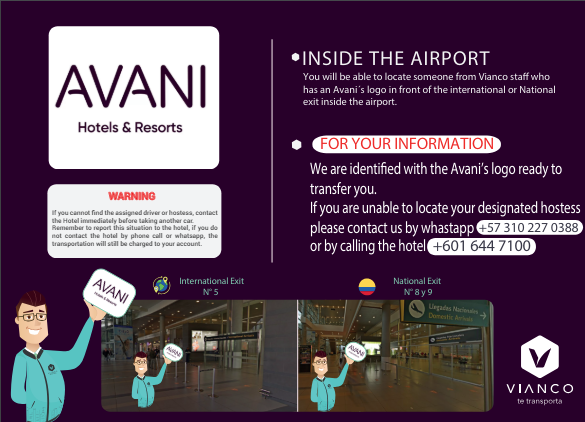 AVANI
Hotels & Resorts
WARNING
If you cannot find the assigned driver or hostess, contact
the Hotel immediately before taking another car.
Remember to report this situation to the hotel, if you do
not contact the hotel by phone call or whatsapp, the
transportation will still be charged to your account.
INSIDE THE AIRPORT
You will be able to locate someone from Vianco staff who
has an Avani´s logo in front of the international or National
exit inside the airport.
FOR YOUR INFORMATION
We are identified with the Avani's logo ready to
transfer you.
If you are unable to locate your designated hostess
please contact us by whastapp +57 310 227 0388
or by calling the hotel +601 644 7100
International Exit
N° 5
National Exit
N° 8 y 9
AVANI
AVANI
AVANI
Llegadas Nacionales
Domestic Arrivals
VIANCO
te transporta